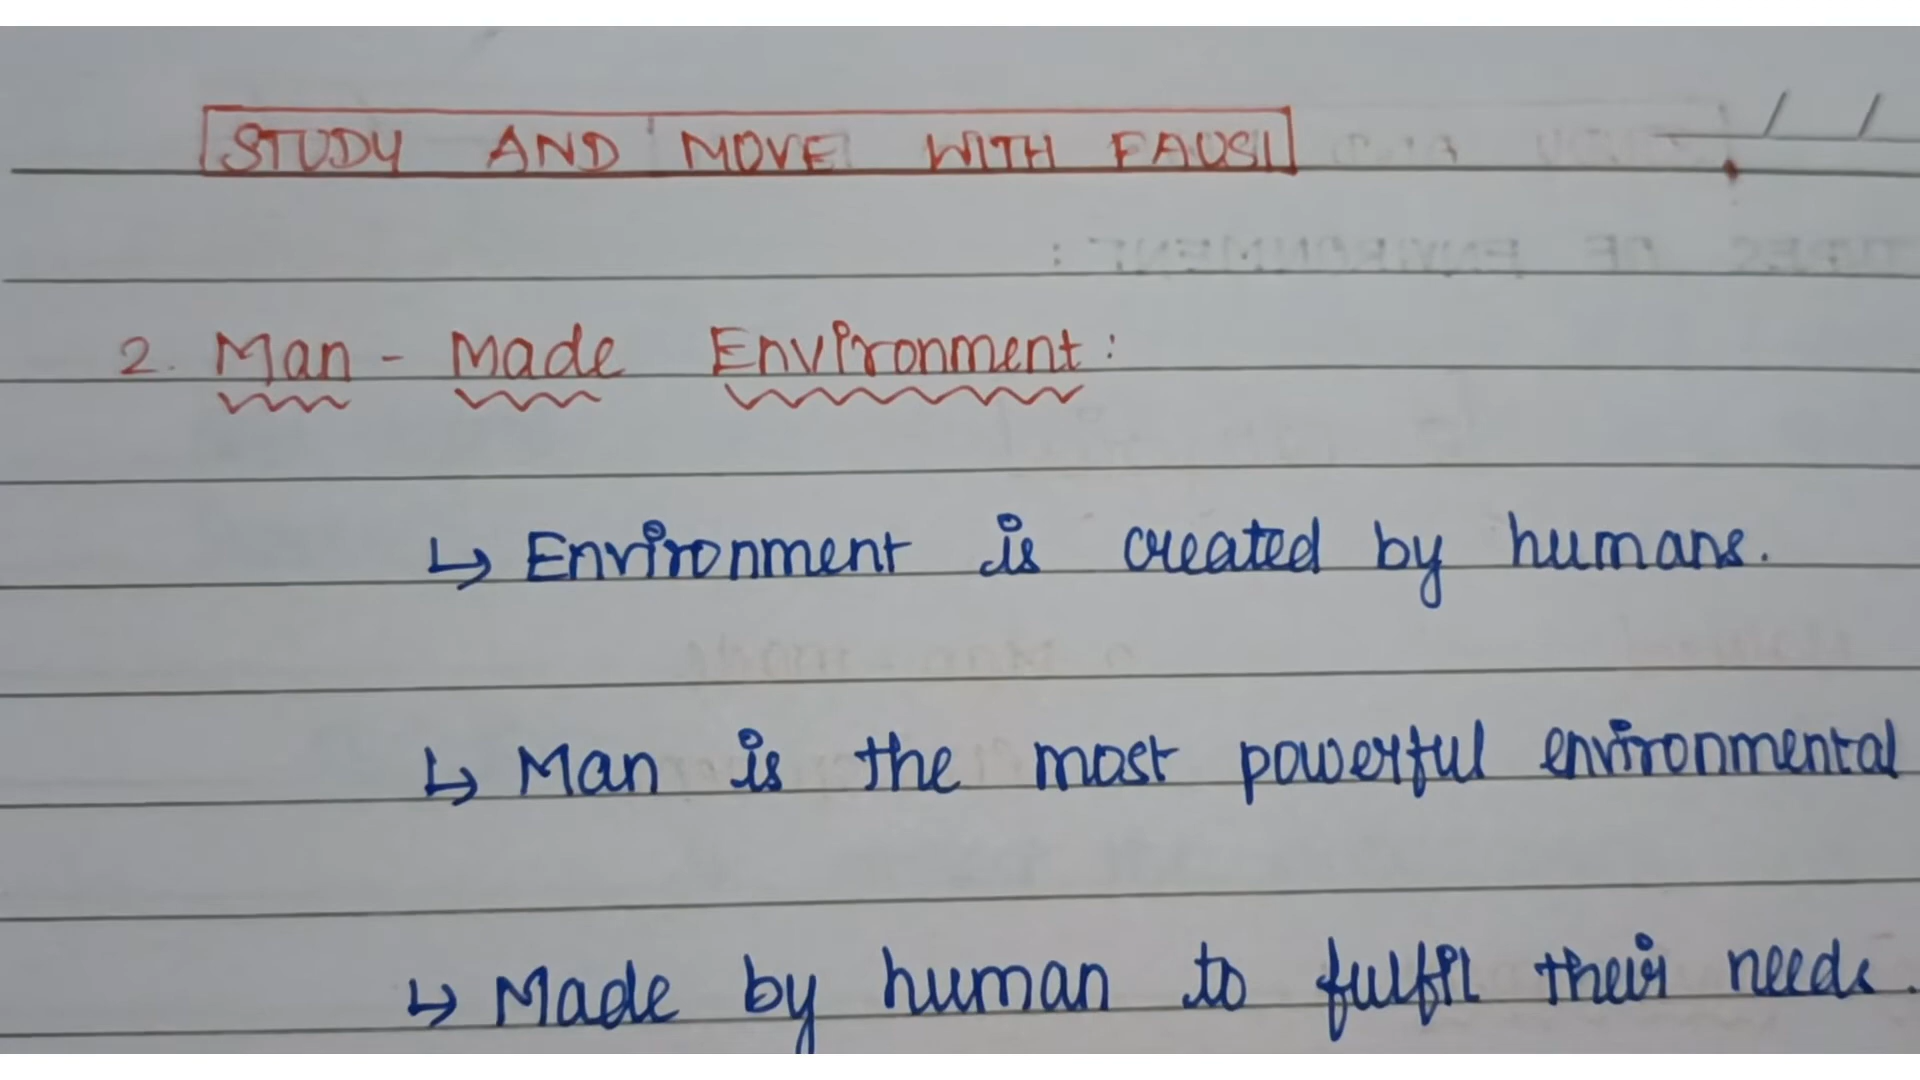 STUDY AND MOVE WITH FAUSI
2. Man - Made Environment :
↳ Environment is created by humans.
↳ Man is the most powerful environmental
↳ Made by human to fulfil their needs.